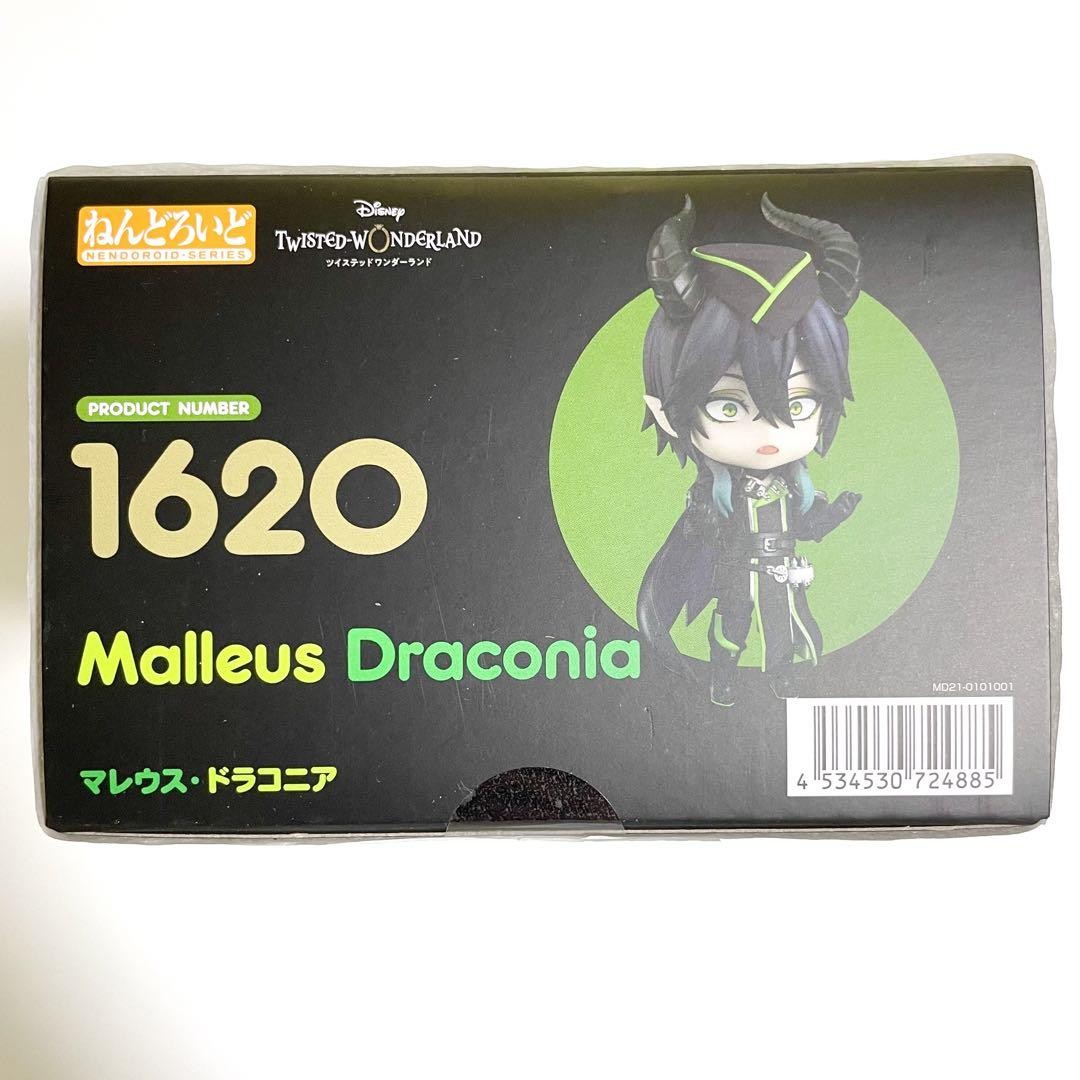 ねんどろいど
NENDOROID·SERIES
Disney
TWISTED-WONDERLAND
ツイステッドワンダーランド
PRODUCT NUMBER
1620
Malleus Draconia
マレウス・ドラコニア
MD21-0101001
4 534530 724885